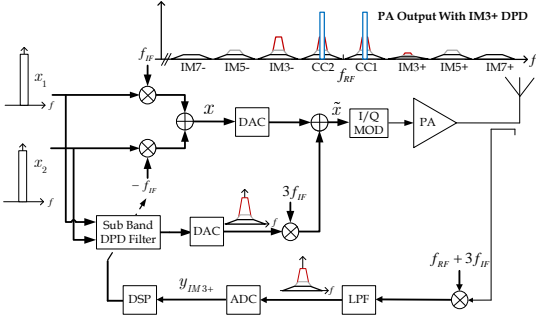 PA Output With IM3+ DPD
IM7- IM5- IM3- CC2 CC1 IM3+ IM5+ IM7+ f
f_RF
f_IF
x_1
f
x
DAC
x̃
I/Q MOD
PA
x_2
f
-f_IF
3f_IF
Sub Band DPD Filter
DAC
f
f_RF + 3f_IF
DSP
y_IM3+
ADC
f
LPF